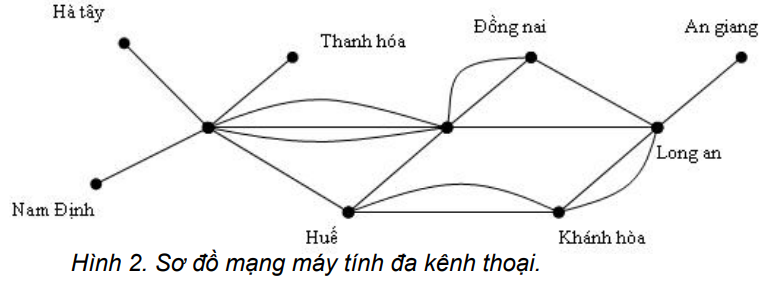 Hà tây
Thanh hóa
Đồng nai
An giang
Long an
Nam Định
Huế
Khánh hòa
Hình 2. Sơ đồ mạng máy tính đa kênh thoại.